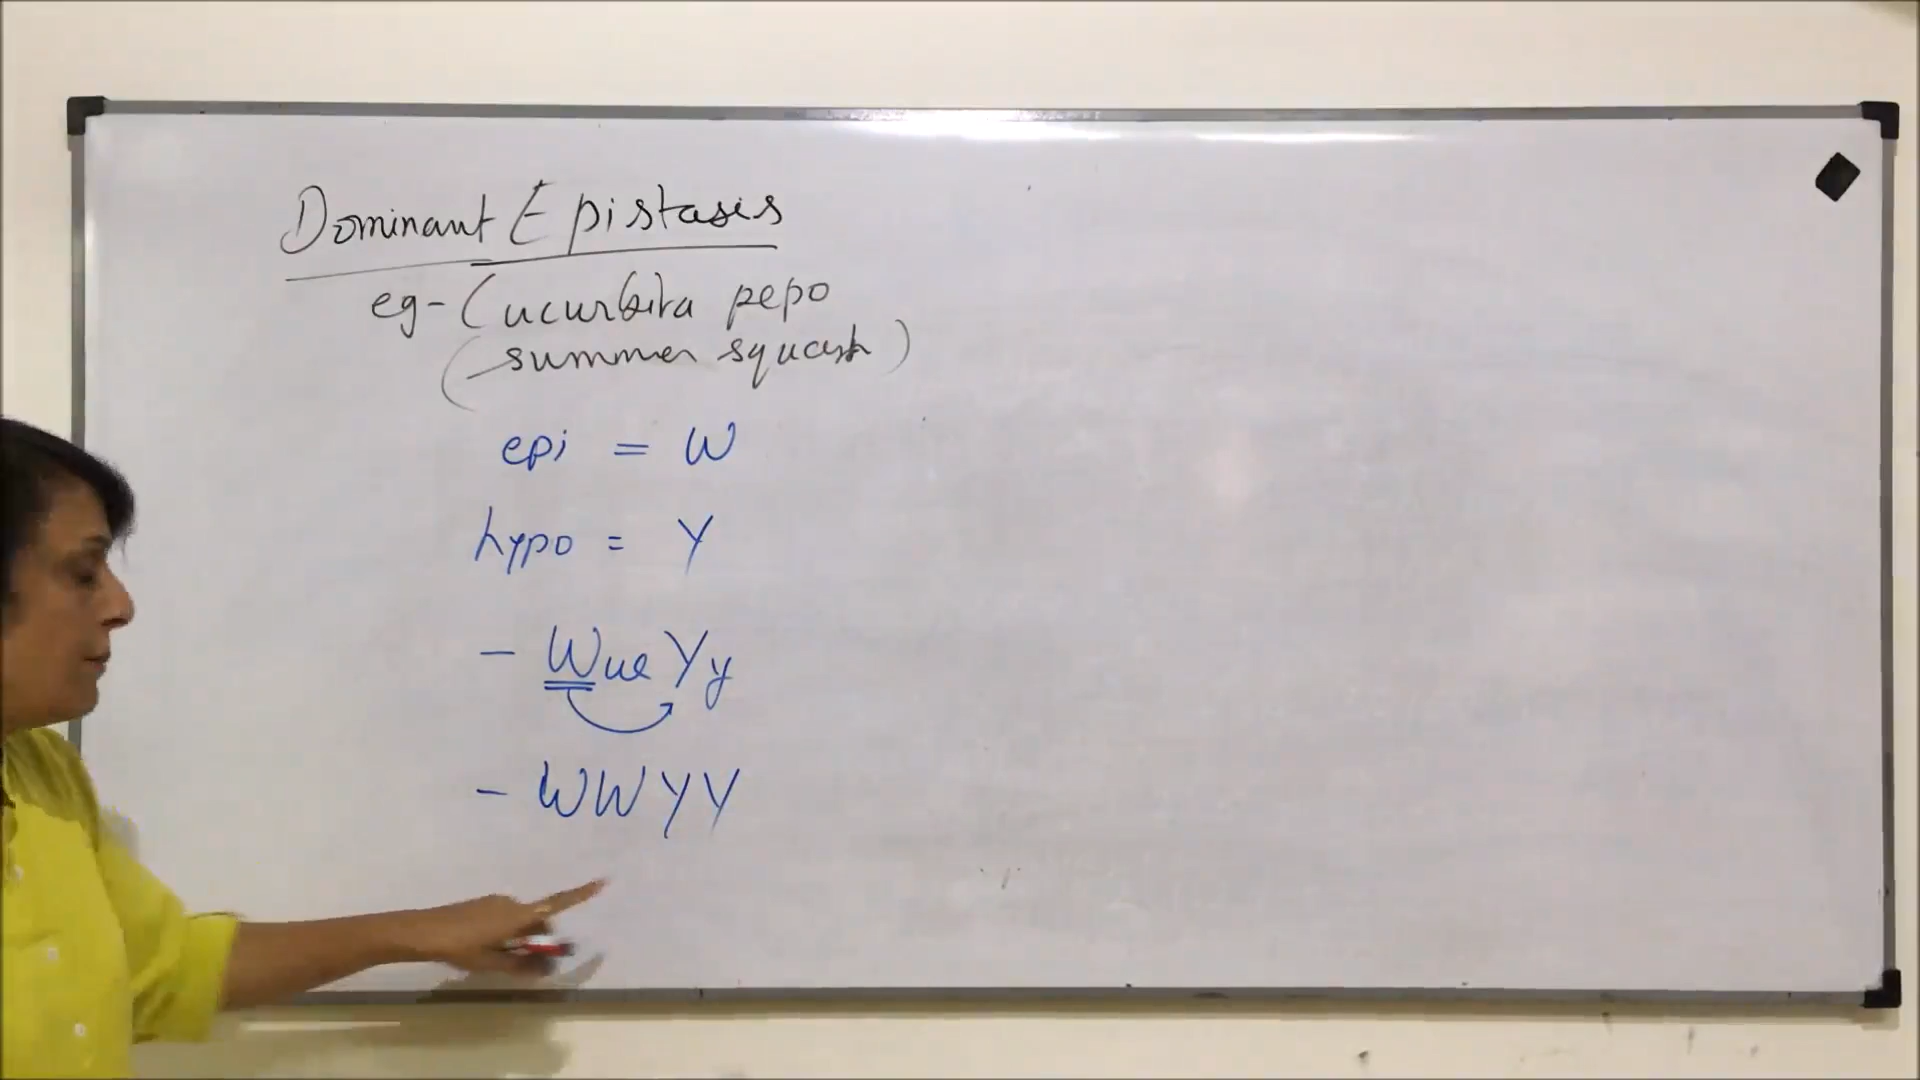 Dominant Epistasis
eg- Cucurbita pepo
(summer squash)
epi = W
hypo = Y
- Ww Yy
- WWYY